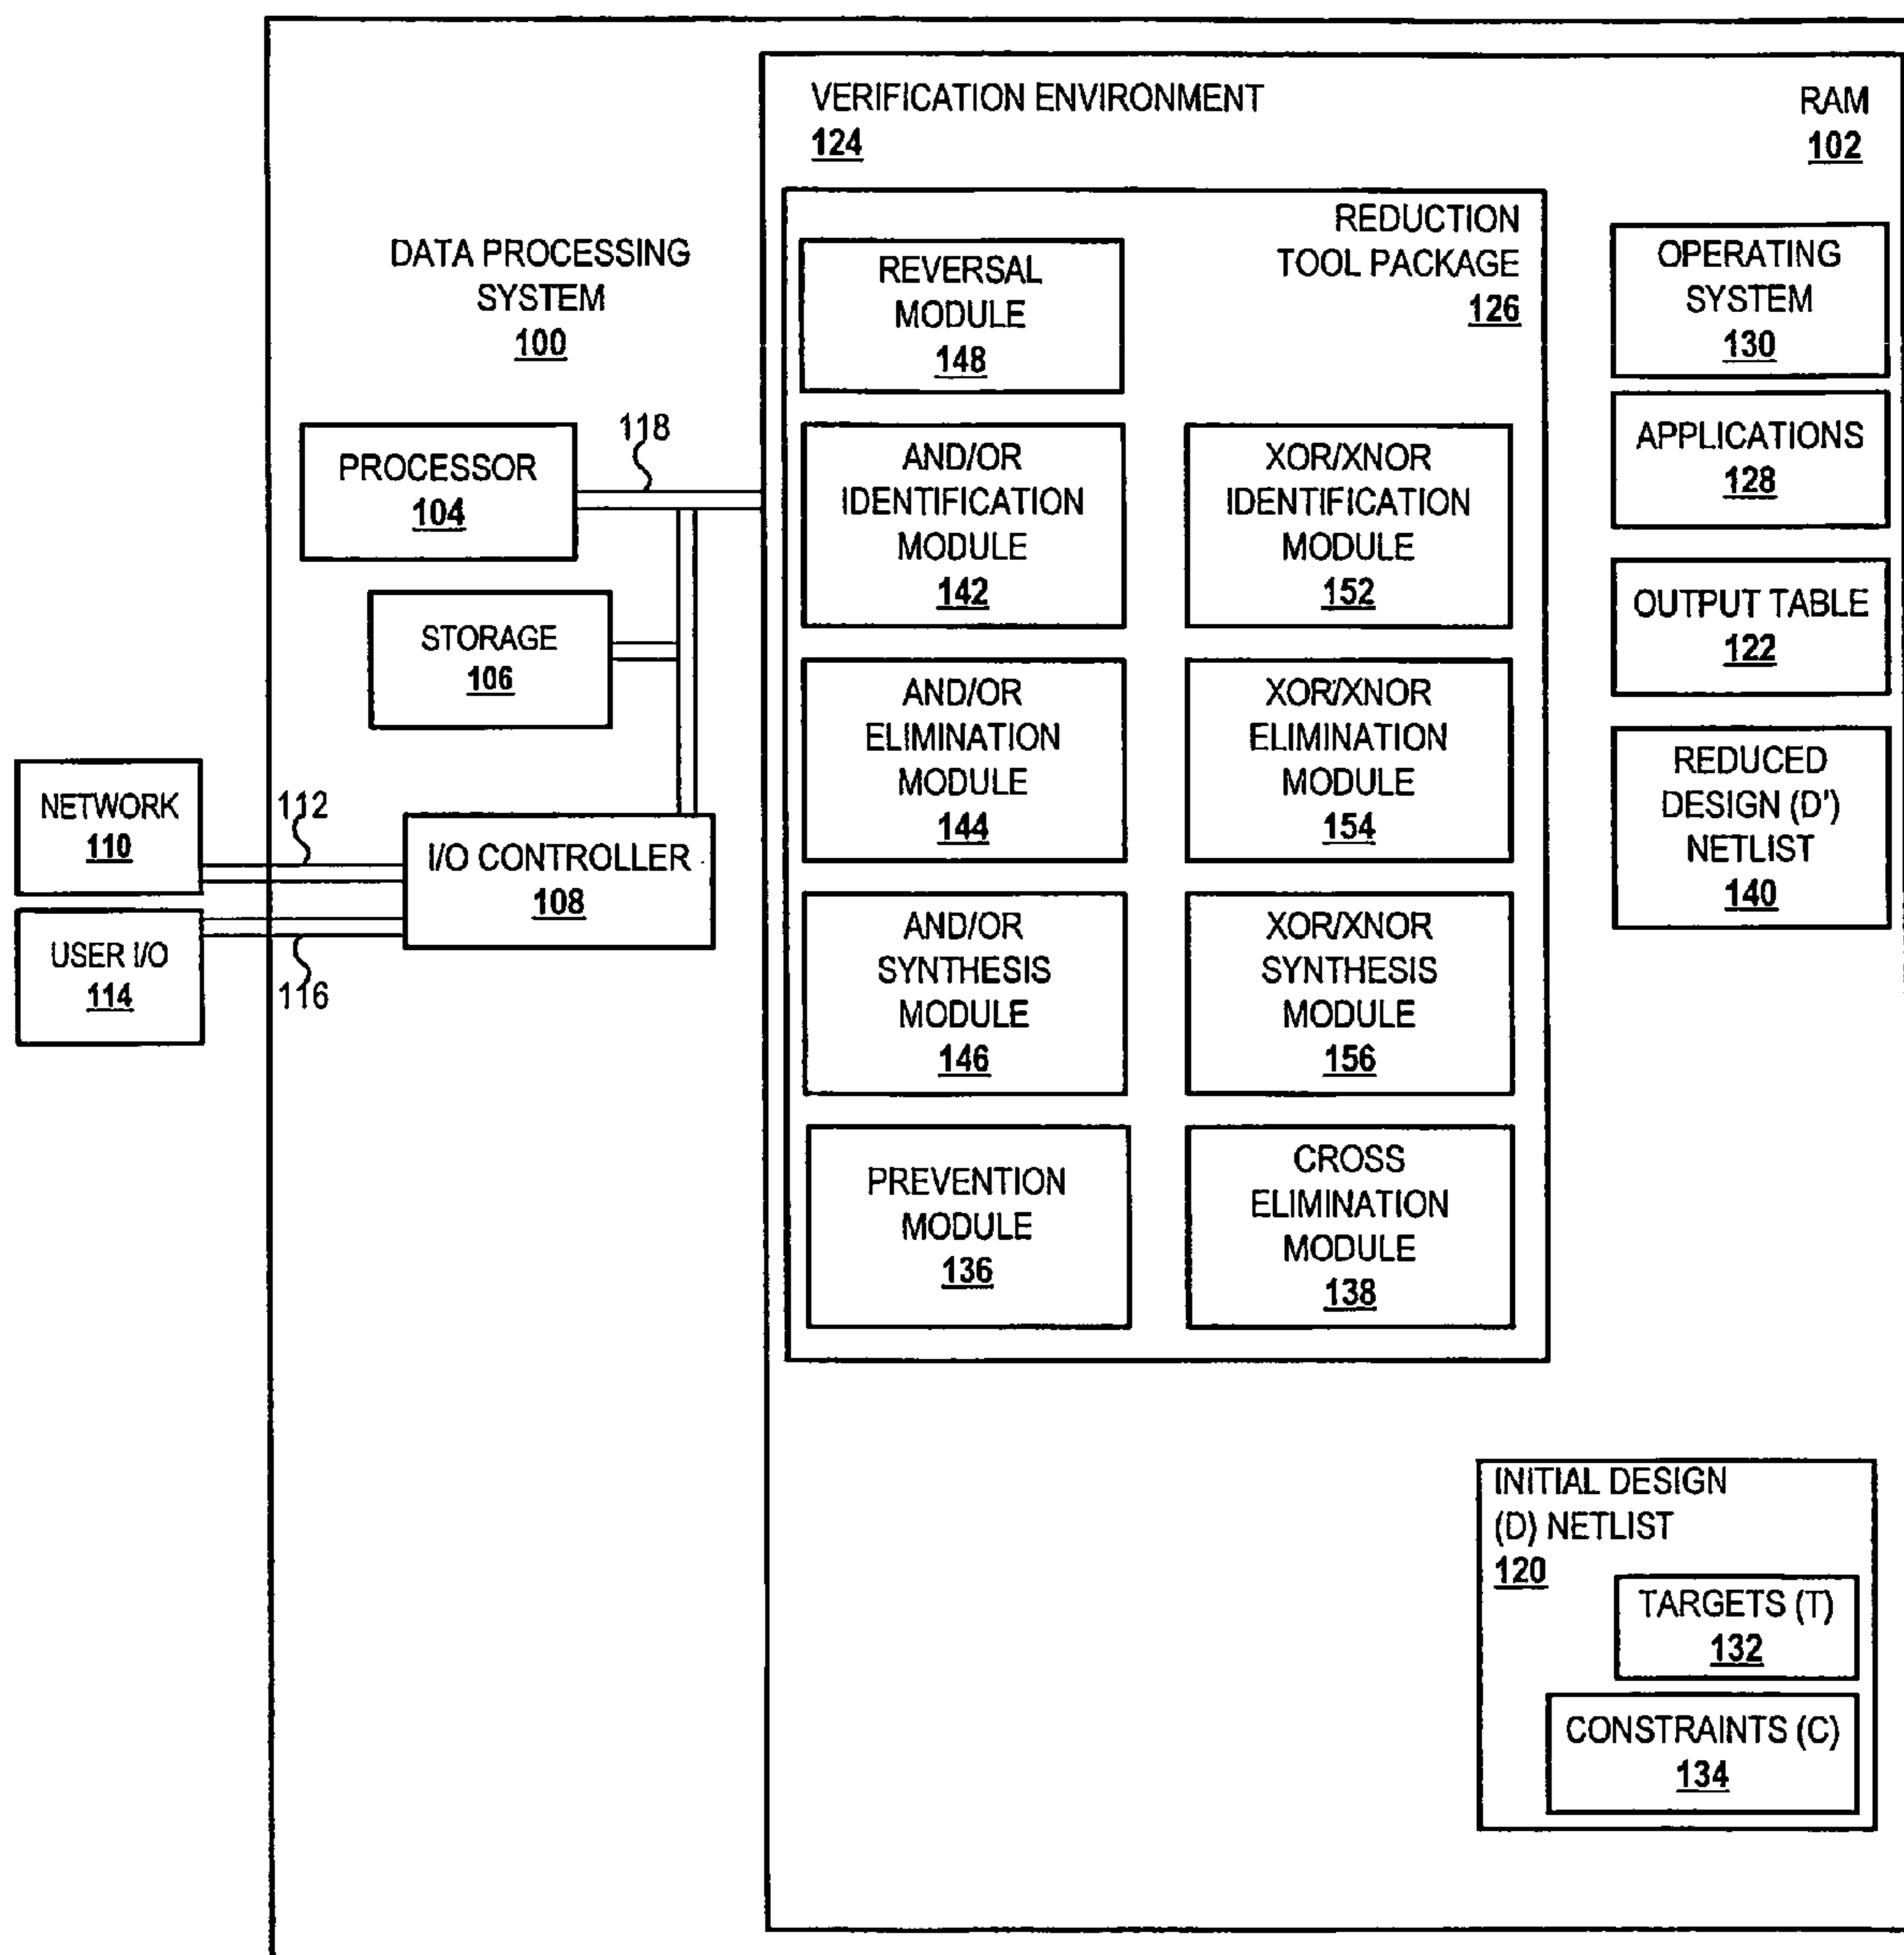 VERIFICATION ENVIRONMENT
124
RAM
102
DATA PROCESSING
SYSTEM
100
REDUCTION
TOOL PACKAGE
126
REVERSAL
MODULE
148
OPERATING
SYSTEM
130
118
PROCESSOR
104
AND/OR
IDENTIFICATION
MODULE
142
XOR/XNOR
IDENTIFICATION
MODULE
152
APPLICATIONS
128
OUTPUT TABLE
122
STORAGE
106
AND/OR
ELIMINATION
MODULE
144
XOR/XNOR
ELIMINATION
MODULE
154
REDUCED
DESIGN (D')
NETLIST
140
NETWORK
110
112
I/O CONTROLLER
108
USER I/O
114
116
AND/OR
SYNTHESIS
MODULE
146
XOR/XNOR
SYNTHESIS
MODULE
156
PREVENTION
MODULE
136
CROSS
ELIMINATION
MODULE
138
INITIAL DESIGN
(D) NETLIST
120
TARGETS (T)
132
CONSTRAINTS (C)
134